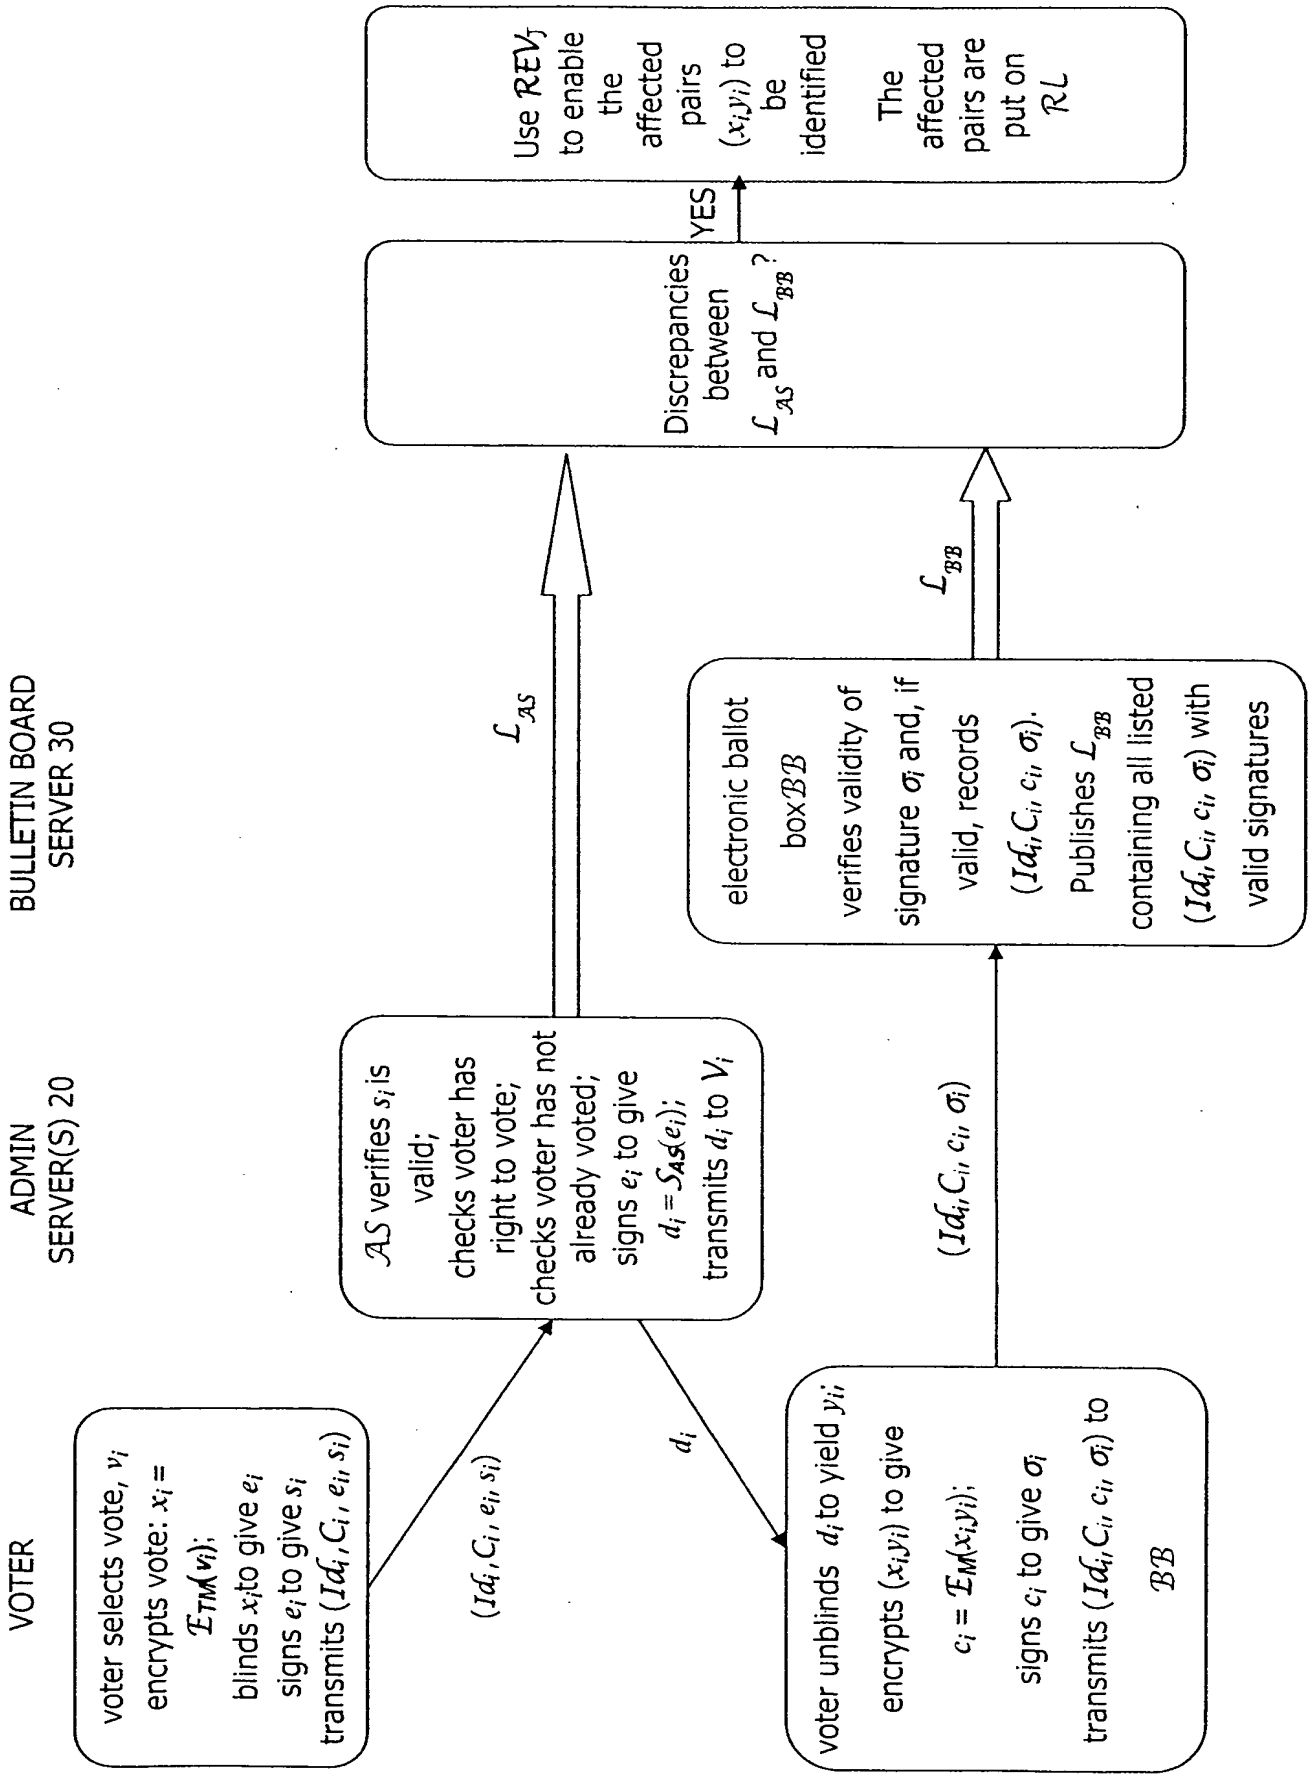 VOTER
voter selects vote, vᵢ
encrypts vote: xᵢ =
E_TM(vᵢ);
blinds xᵢ to give eᵢ
signs eᵢ to give sᵢ
transmits (Idᵢ, Cᵢ, eᵢ, sᵢ)
(Idᵢ, Cᵢ, eᵢ, sᵢ)
ADMIN
SERVER(S) 20
AS verifies sᵢ is
valid;
checks voter has
right to vote;
checks voter has not
already voted;
signs eᵢ to give
dᵢ = S_AS(eᵢ);
transmits dᵢ to Vᵢ
dᵢ
voter unblinds dᵢ to yield yᵢ;
encrypts (xᵢ,yᵢ) to give
cᵢ = E_M(xᵢ,yᵢ);
signs cᵢ to give σᵢ
transmits (Idᵢ, Cᵢ, cᵢ, σᵢ) to
BB
(Idᵢ, Cᵢ, cᵢ, σᵢ)
BULLETIN BOARD
SERVER 30
electronic ballot
box BB
verifies validity of
signature σᵢ and, if
valid, records
(Idᵢ, Cᵢ, cᵢ, σᵢ).
Publishes L_BB
containing all listed
(Idᵢ, Cᵢ, cᵢ, σᵢ) with
valid signatures
L_AS
L_BB
Discrepancies
between
L_AS and L_BB?
YES
Use REV_J
to enable
the
affected
pairs
(xᵢ,yᵢ) to
be
identified
The
affected
pairs are
put on
RL